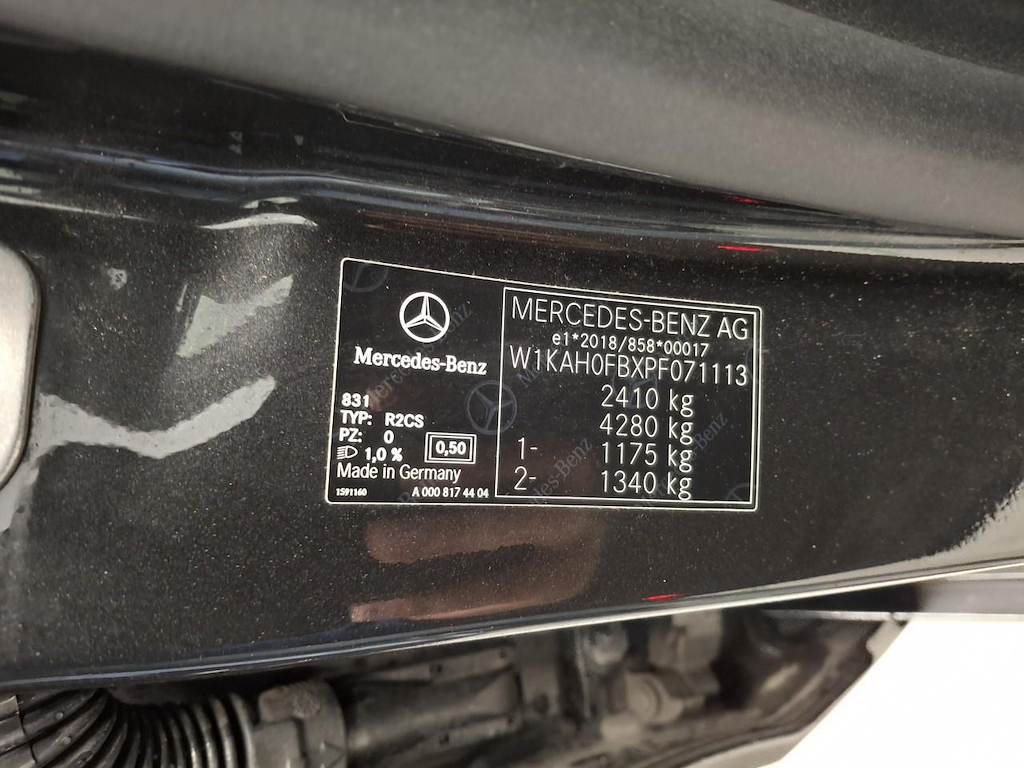 Mercedes-Benz
831
TYP: R2CS
PZ: 0
1,0 %
0,50
Made in Germany
1591160 A 000 817 44 04
MERCEDES-BENZ AG
e1*2018/858*00017
W1KAH0FBXPF071113
2410 kg
4280 kg
1- 1175 kg
2- 1340 kg